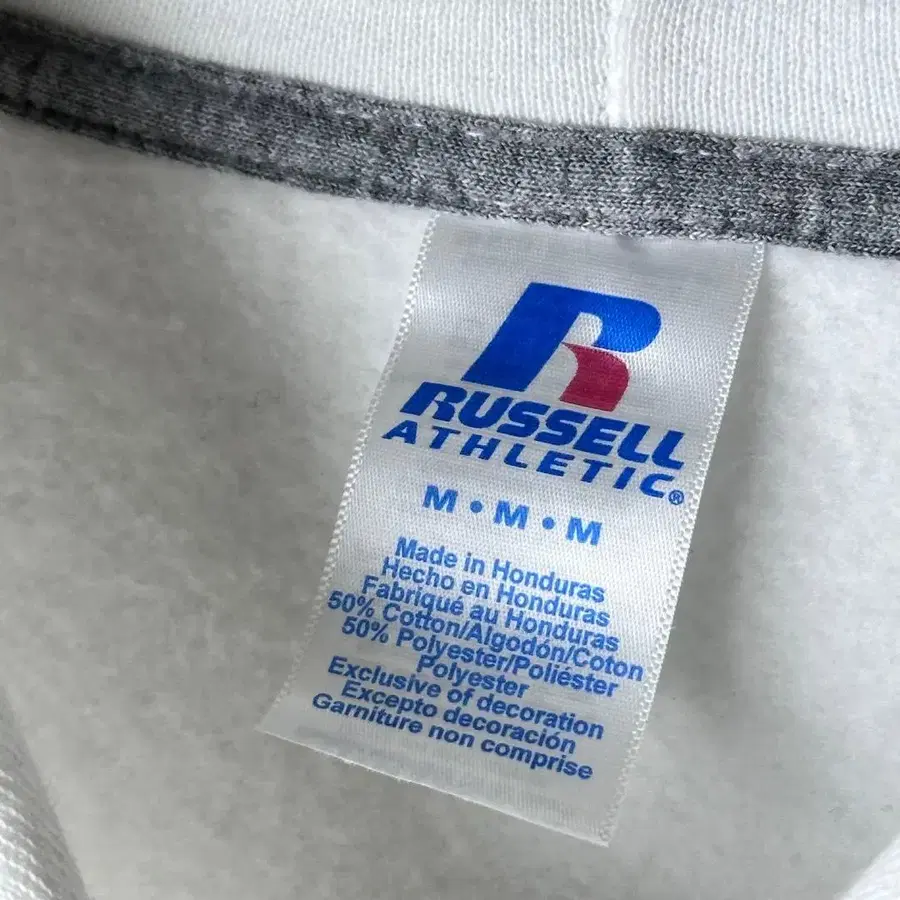 R
RUSSELL
ATHLETIC®
M • M • M
Made in Honduras
Hecho en Honduras
Fabriqué au Honduras
50% Cotton/Algodón/Coton
50% Polyester/Poliéster
Polyester
Exclusive of decoration
Excepto decoración
Garniture non comprise